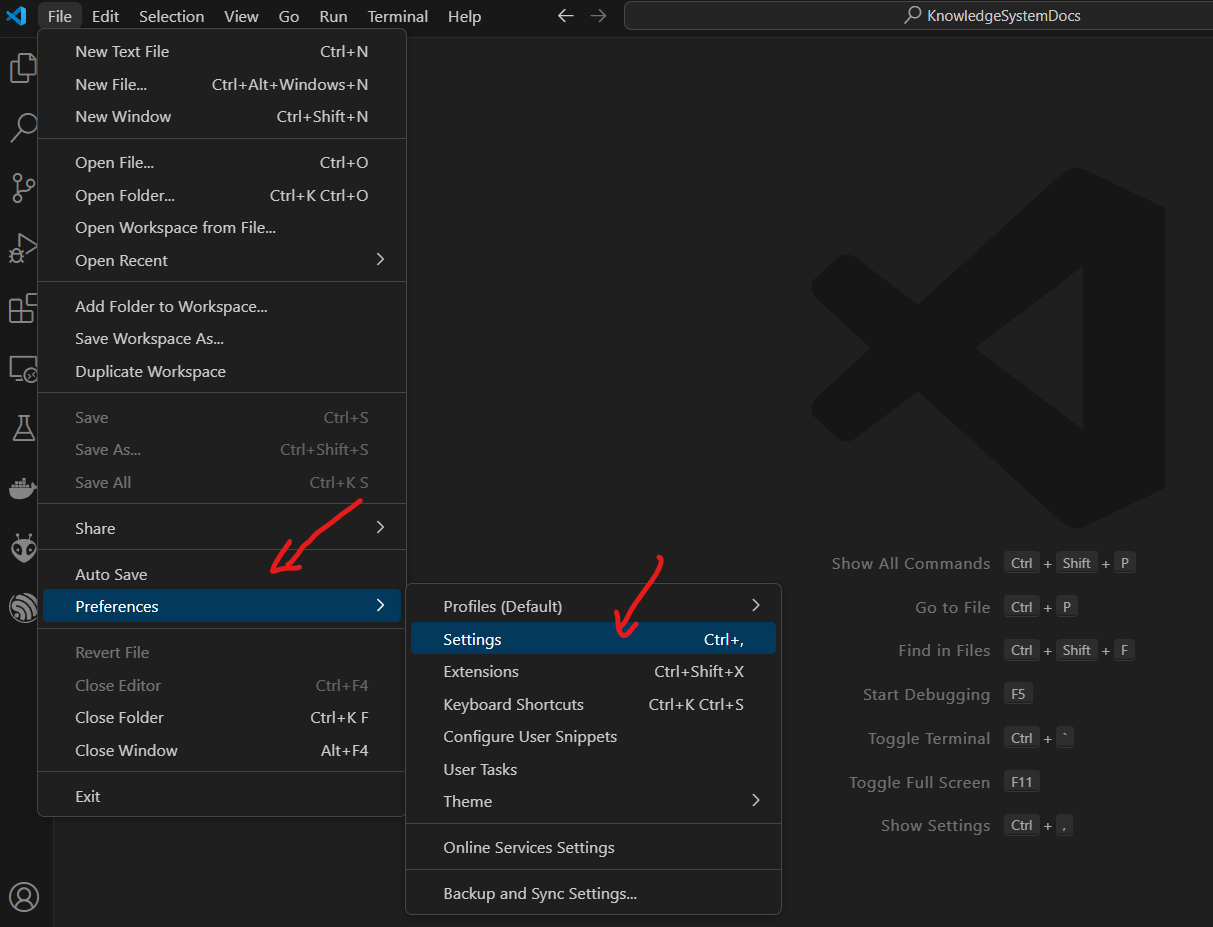 File Edit Selection View Go Run Terminal Help KnowledgeSystemDocs
New Text File Ctrl+N
New File... Ctrl+Alt+Windows+N
New Window Ctrl+Shift+N
Open File... Ctrl+O
Open Folder... Ctrl+K Ctrl+O
Open Workspace from File...
Open Recent
Add Folder to Workspace...
Save Workspace As...
Duplicate Workspace
Save Ctrl+S
Save As... Ctrl+Shift+S
Save All Ctrl+K S
Share
Auto Save
Preferences
Revert File
Close Editor Ctrl+F4
Close Folder Ctrl+K F
Close Window Alt+F4
Exit
Profiles (Default)
Settings Ctrl+,
Extensions Ctrl+Shift+X
Keyboard Shortcuts Ctrl+K Ctrl+S
Configure User Snippets
User Tasks
Theme
Online Services Settings
Backup and Sync Settings...
Show All Commands Ctrl + Shift + P
Go to File Ctrl + P
Find in Files Ctrl + Shift + F
Start Debugging F5
Toggle Terminal Ctrl + `
Toggle Full Screen F11
Show Settings Ctrl + ,